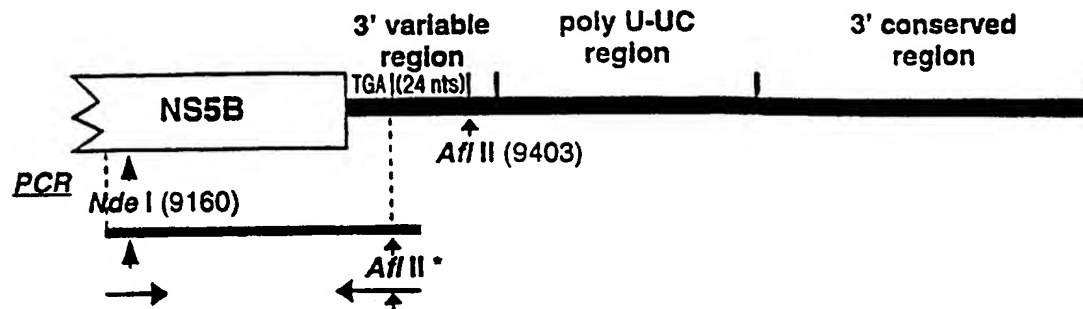 3' variable region
poly U-UC region
3' conserved region
TGA (24 nts)
NS5B
Afl II (9403)
PCR
Nde I (9160)
Afl II *